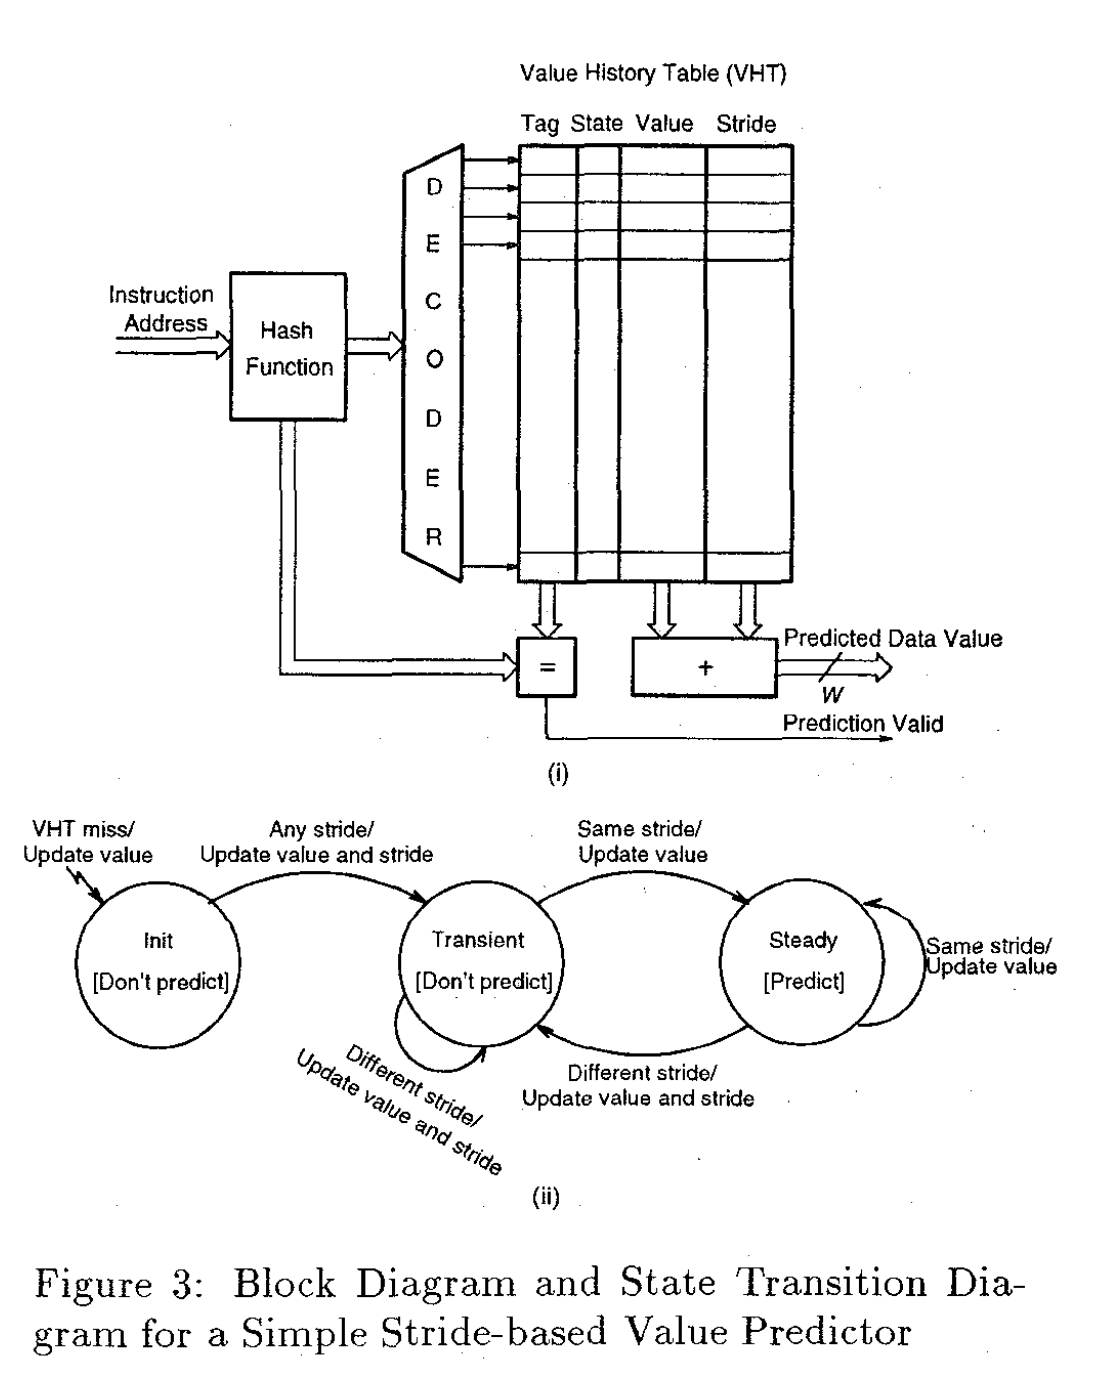 Value History Table (VHT)
Tag State Value Stride
D
E
C
O
D
E
R
Instruction
Address
Hash
Function
=
+
Predicted Data Value
W
Prediction Valid
(i)
VHT miss/
Update value
Any stride/
Update value and stride
Same stride/
Update value
Init
[Don't predict]
Transient
[Don't predict]
Steady
[Predict]
Same stride/
Update value
Different stride/
Update value and stride
Different stride/
Update value and stride
(ii)
Figure 3: Block Diagram and State Transition Dia-
gram for a Simple Stride-based Value Predictor